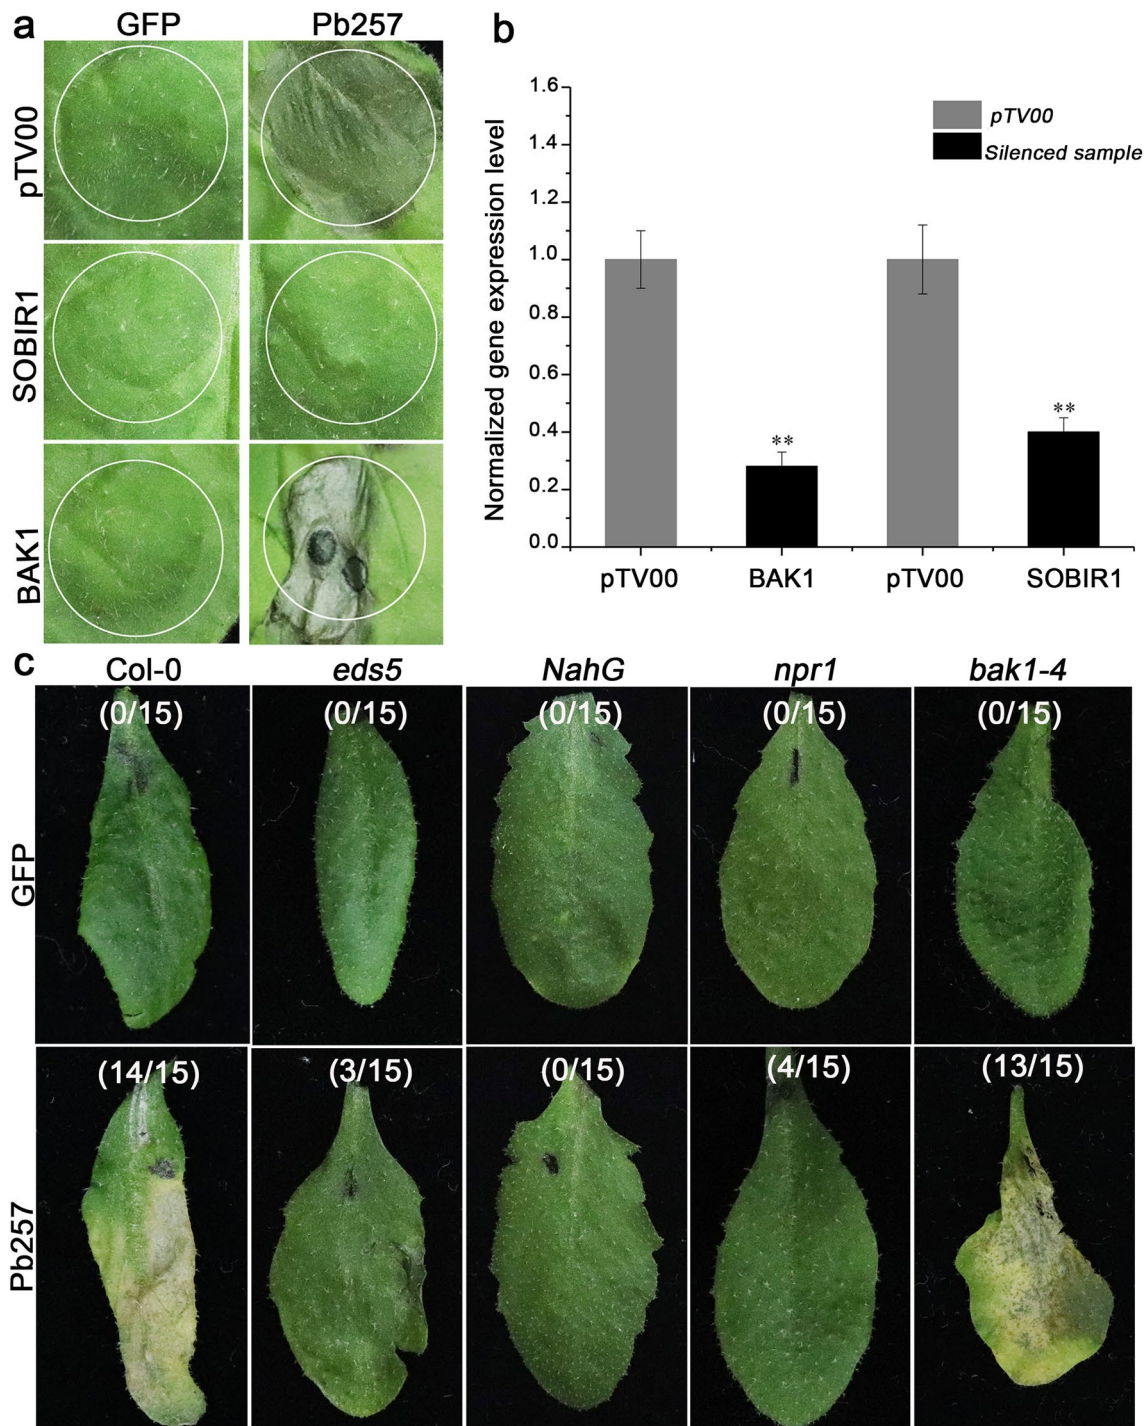 a
GFP
Pb257
pTV00
SOBIR1
BAK1
b
Normalized gene expression level
1.6
1.4
1.2
1.0
0.8
0.6
0.4
0.2
0.0
pTV00
Silenced sample
**
**
pTV00
BAK1
pTV00
SOBIR1
c
Col-0
eds5
NahG
npr1
bak1-4
GFP
(0/15)
(0/15)
(0/15)
(0/15)
(0/15)
Pb257
(14/15)
(3/15)
(0/15)
(4/15)
(13/15)